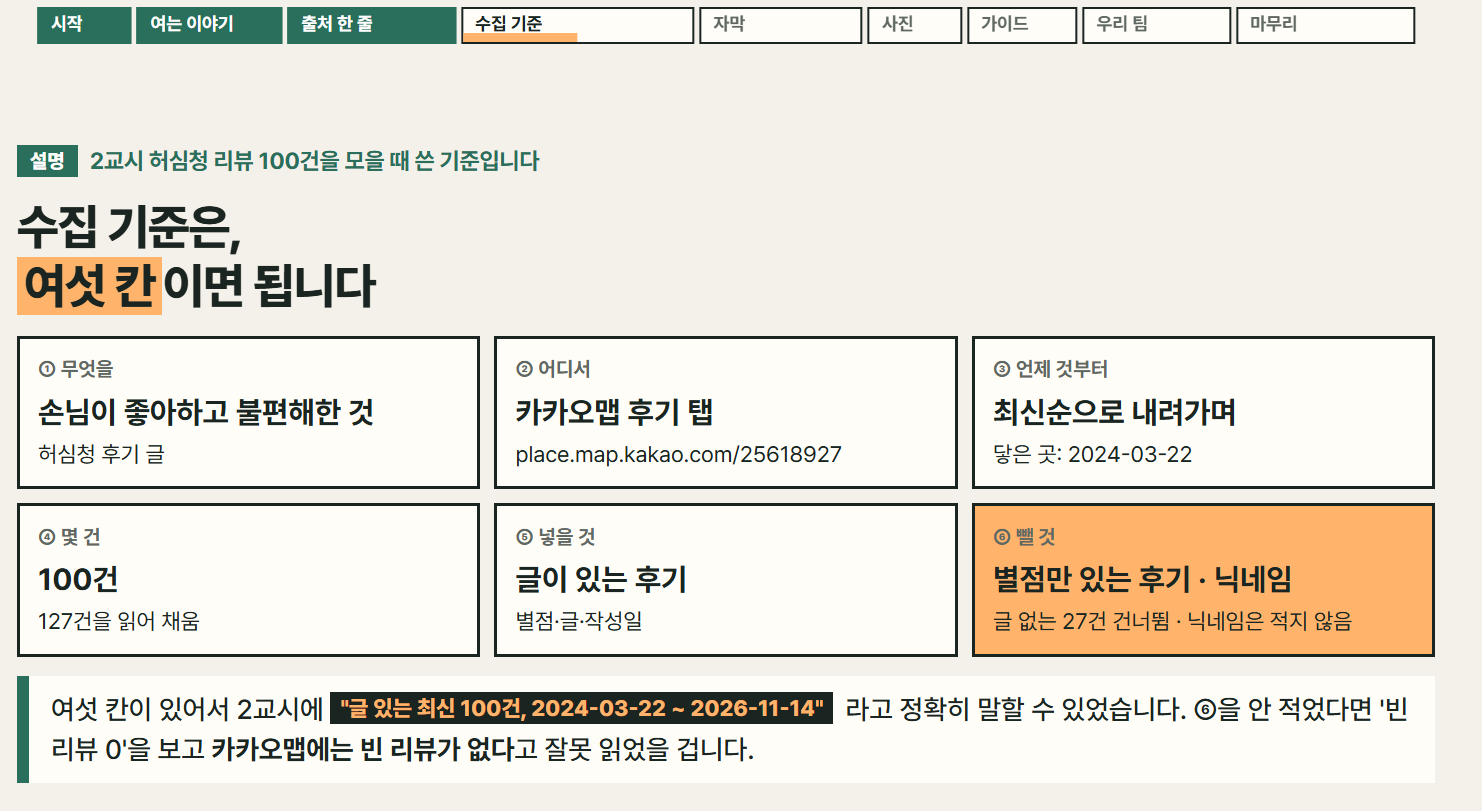 시작
여는 이야기
출처 한 줄
수집 기준
자막
사진
가이드
우리 팀
마무리
설명 2교시 허심청 리뷰 100건을 모을 때 쓴 기준입니다
수집 기준은,
여섯 칸이면 됩니다
① 무엇을
손님이 좋아하고 불편해한 것
허심청 후기 글
② 어디서
카카오맵 후기 탭
place.map.kakao.com/25618927
③ 언제 것부터
최신순으로 내려가며
닿은 곳: 2024-03-22
④ 몇 건
100건
127건을 읽어 채움
⑤ 넣을 것
글이 있는 후기
별점·글·작성일
⑥ 뺄 것
별점만 있는 후기 · 닉네임
글 없는 27건 건너뜀 · 닉네임은 적지 않음
여섯 칸이 있어서 2교시에 "글 있는 최신 100건, 2024-03-22 ~ 2026-11-14" 라고 정확히 말할 수 있었습니다. ⑥을 안 적었다면 '빈
리뷰 0'을 보고 카카오맵에는 빈 리뷰가 없다고 잘못 읽었을 겁니다.